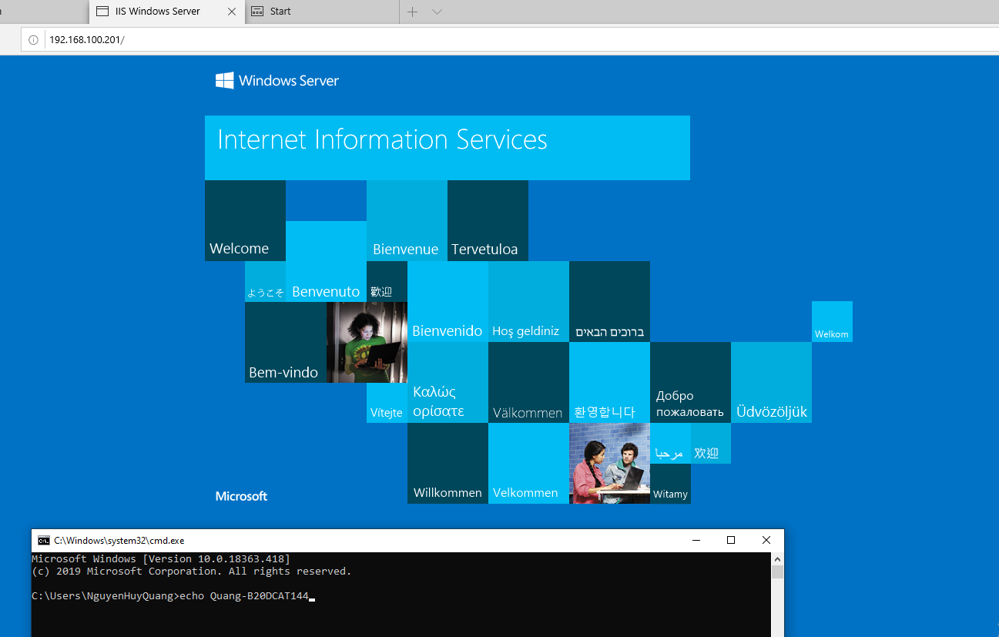 IIS Windows Server
Start
192.168.100.201/
Windows Server
Internet Information Services
Welcome
Bienvenue
Tervetuloa
ようこそ
Benvenuto
歡迎
Bienvenido
Hoş geldiniz
ברוכים הבאים
Welkom
Bem-vindo
Vítejte
Καλώς
ορίσατε
Välkommen
환영합니다
Добро
пожаловать
Üdvözöljük
Microsoft
Willkommen
Velkommen
مرحبا
欢迎
Witamy
C:\Windows\system32\cmd.exe
Microsoft Windows [Version 10.0.18363.418]
(c) 2019 Microsoft Corporation. All rights reserved.
C:\Users\NguyenHuyQuang>echo Quang-B20DCAT144